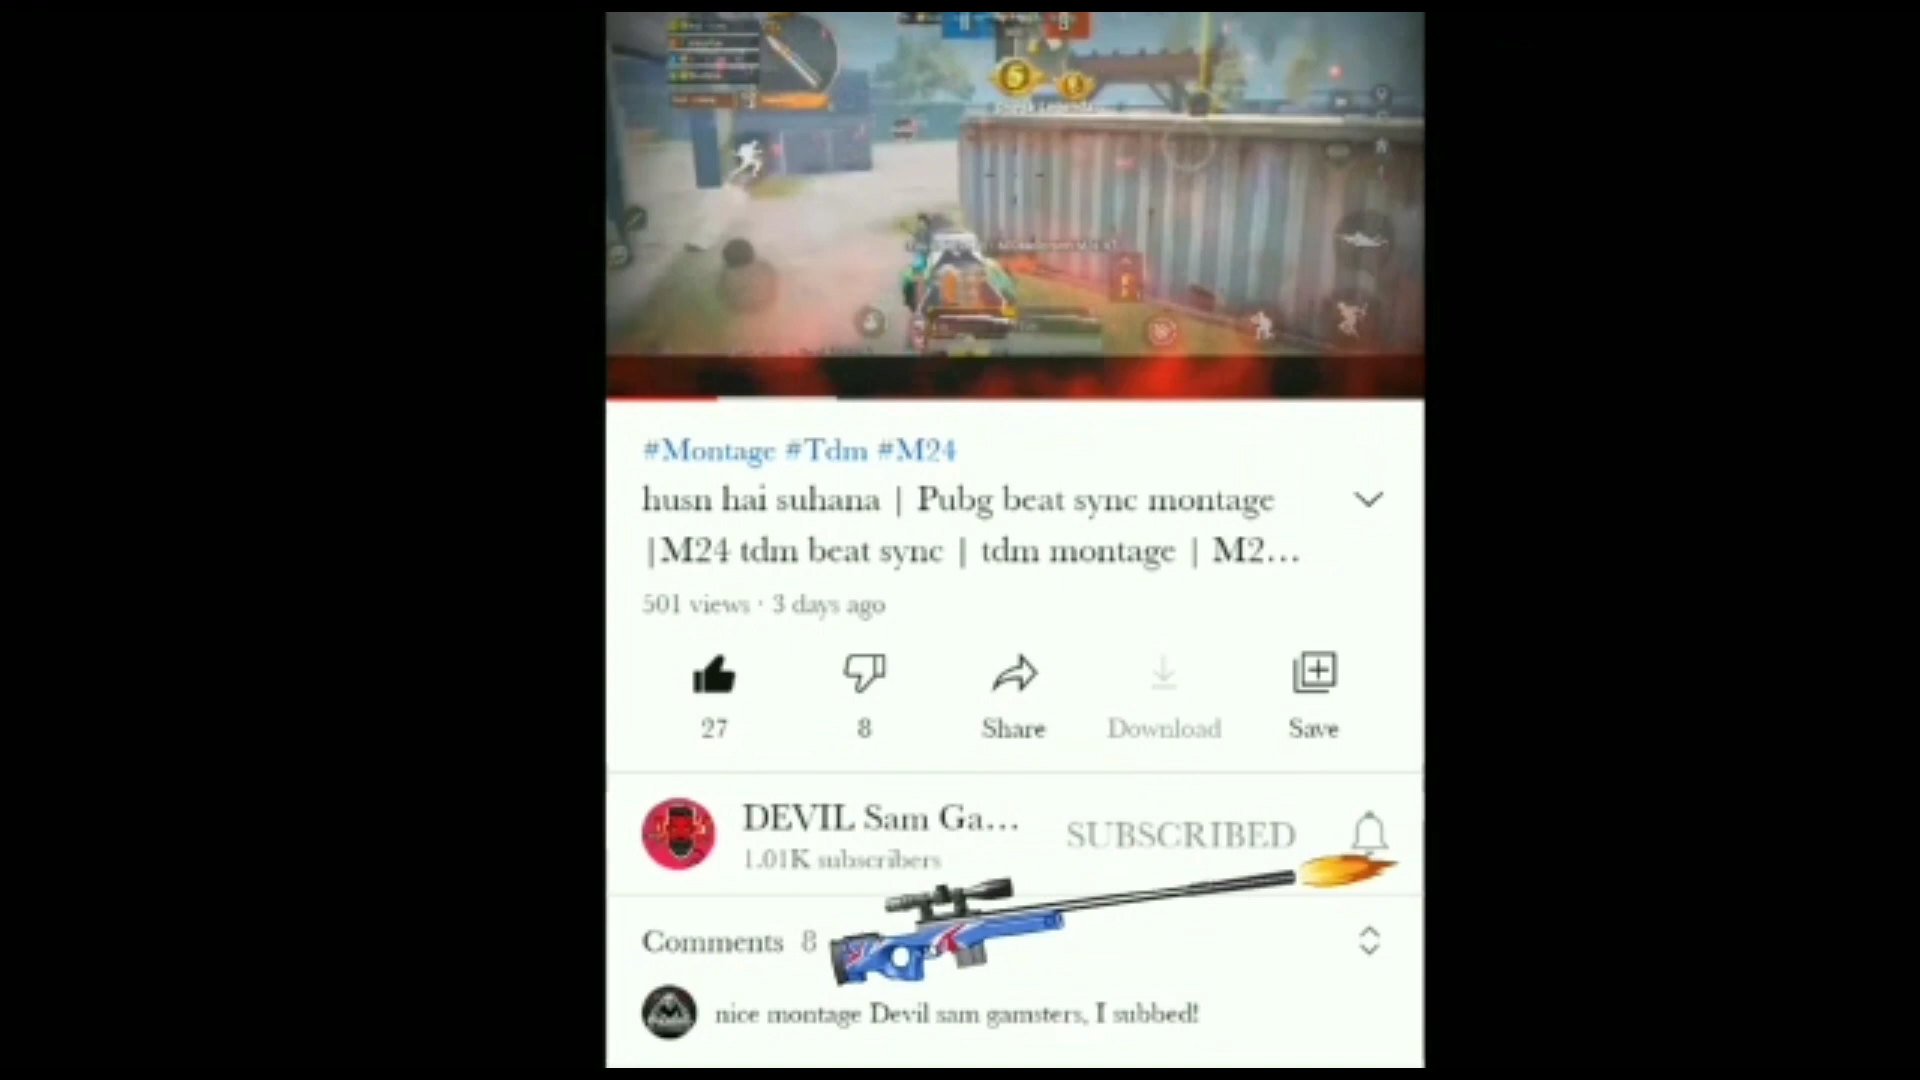 #Montage #Tdm #M24
husn hai suhana | Pubg beat sync montage
|M24 tdm beat sync | tdm montage | M2...
501 views · 3 days ago
27
8
Share
Download
Save
DEVIL Sam Ga...
SUBSCRIBED
1.01K subscribers
Comments 8
nice montage Devil sam gamsters, I subbed!